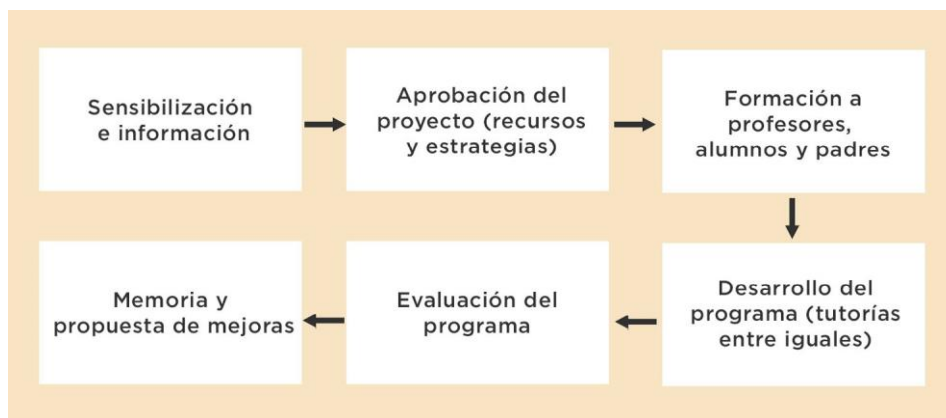 Sensibilización
e información
Aprobación del
proyecto (recursos
y estrategias)
Formación a
profesores,
alumnos y padres
Desarrollo del
programa (tutorías
entre iguales)
Evaluación del
programa
Memoria y
propuesta de mejoras